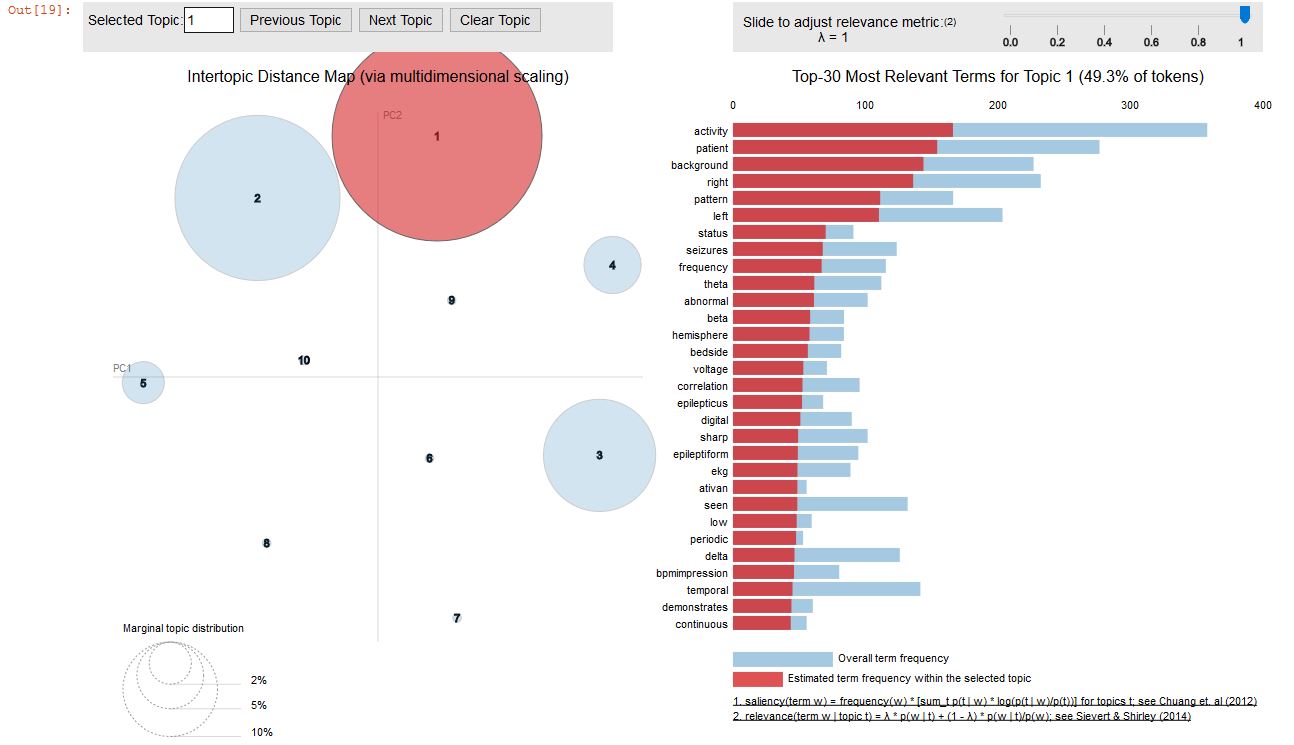 Out[19]:
Selected Topic: 1 Previous Topic Next Topic Clear Topic
Slide to adjust relevance metric:(2)
λ = 1
0.0 0.2 0.4 0.6 0.8 1
Intertopic Distance Map (via multidimensional scaling)
PC2
1
2
4
9
10
PC1
5
3
6
8
7
Marginal topic distribution
2%
5%
10%
Top-30 Most Relevant Terms for Topic 1 (49.3% of tokens)
0 100 200 300 400
activity
patient
background
right
pattern
left
status
seizures
frequency
theta
abnormal
beta
hemisphere
bedside
voltage
correlation
epilepticus
digital
sharp
epileptiform
ekg
ativan
seen
low
periodic
delta
bpmimpression
temporal
demonstrates
continuous
Overall term frequency
Estimated term frequency within the selected topic
1. saliency(term w) = frequency(w) * [sum_t p(t | w) * log(p(t | w)/p(t))] for topics t; see Chuang et. al (2012)
2. relevance(term w | topic t) = λ * p(w | t) + (1 - λ) * p(w | t)/p(w); see Sievert & Shirley (2014)